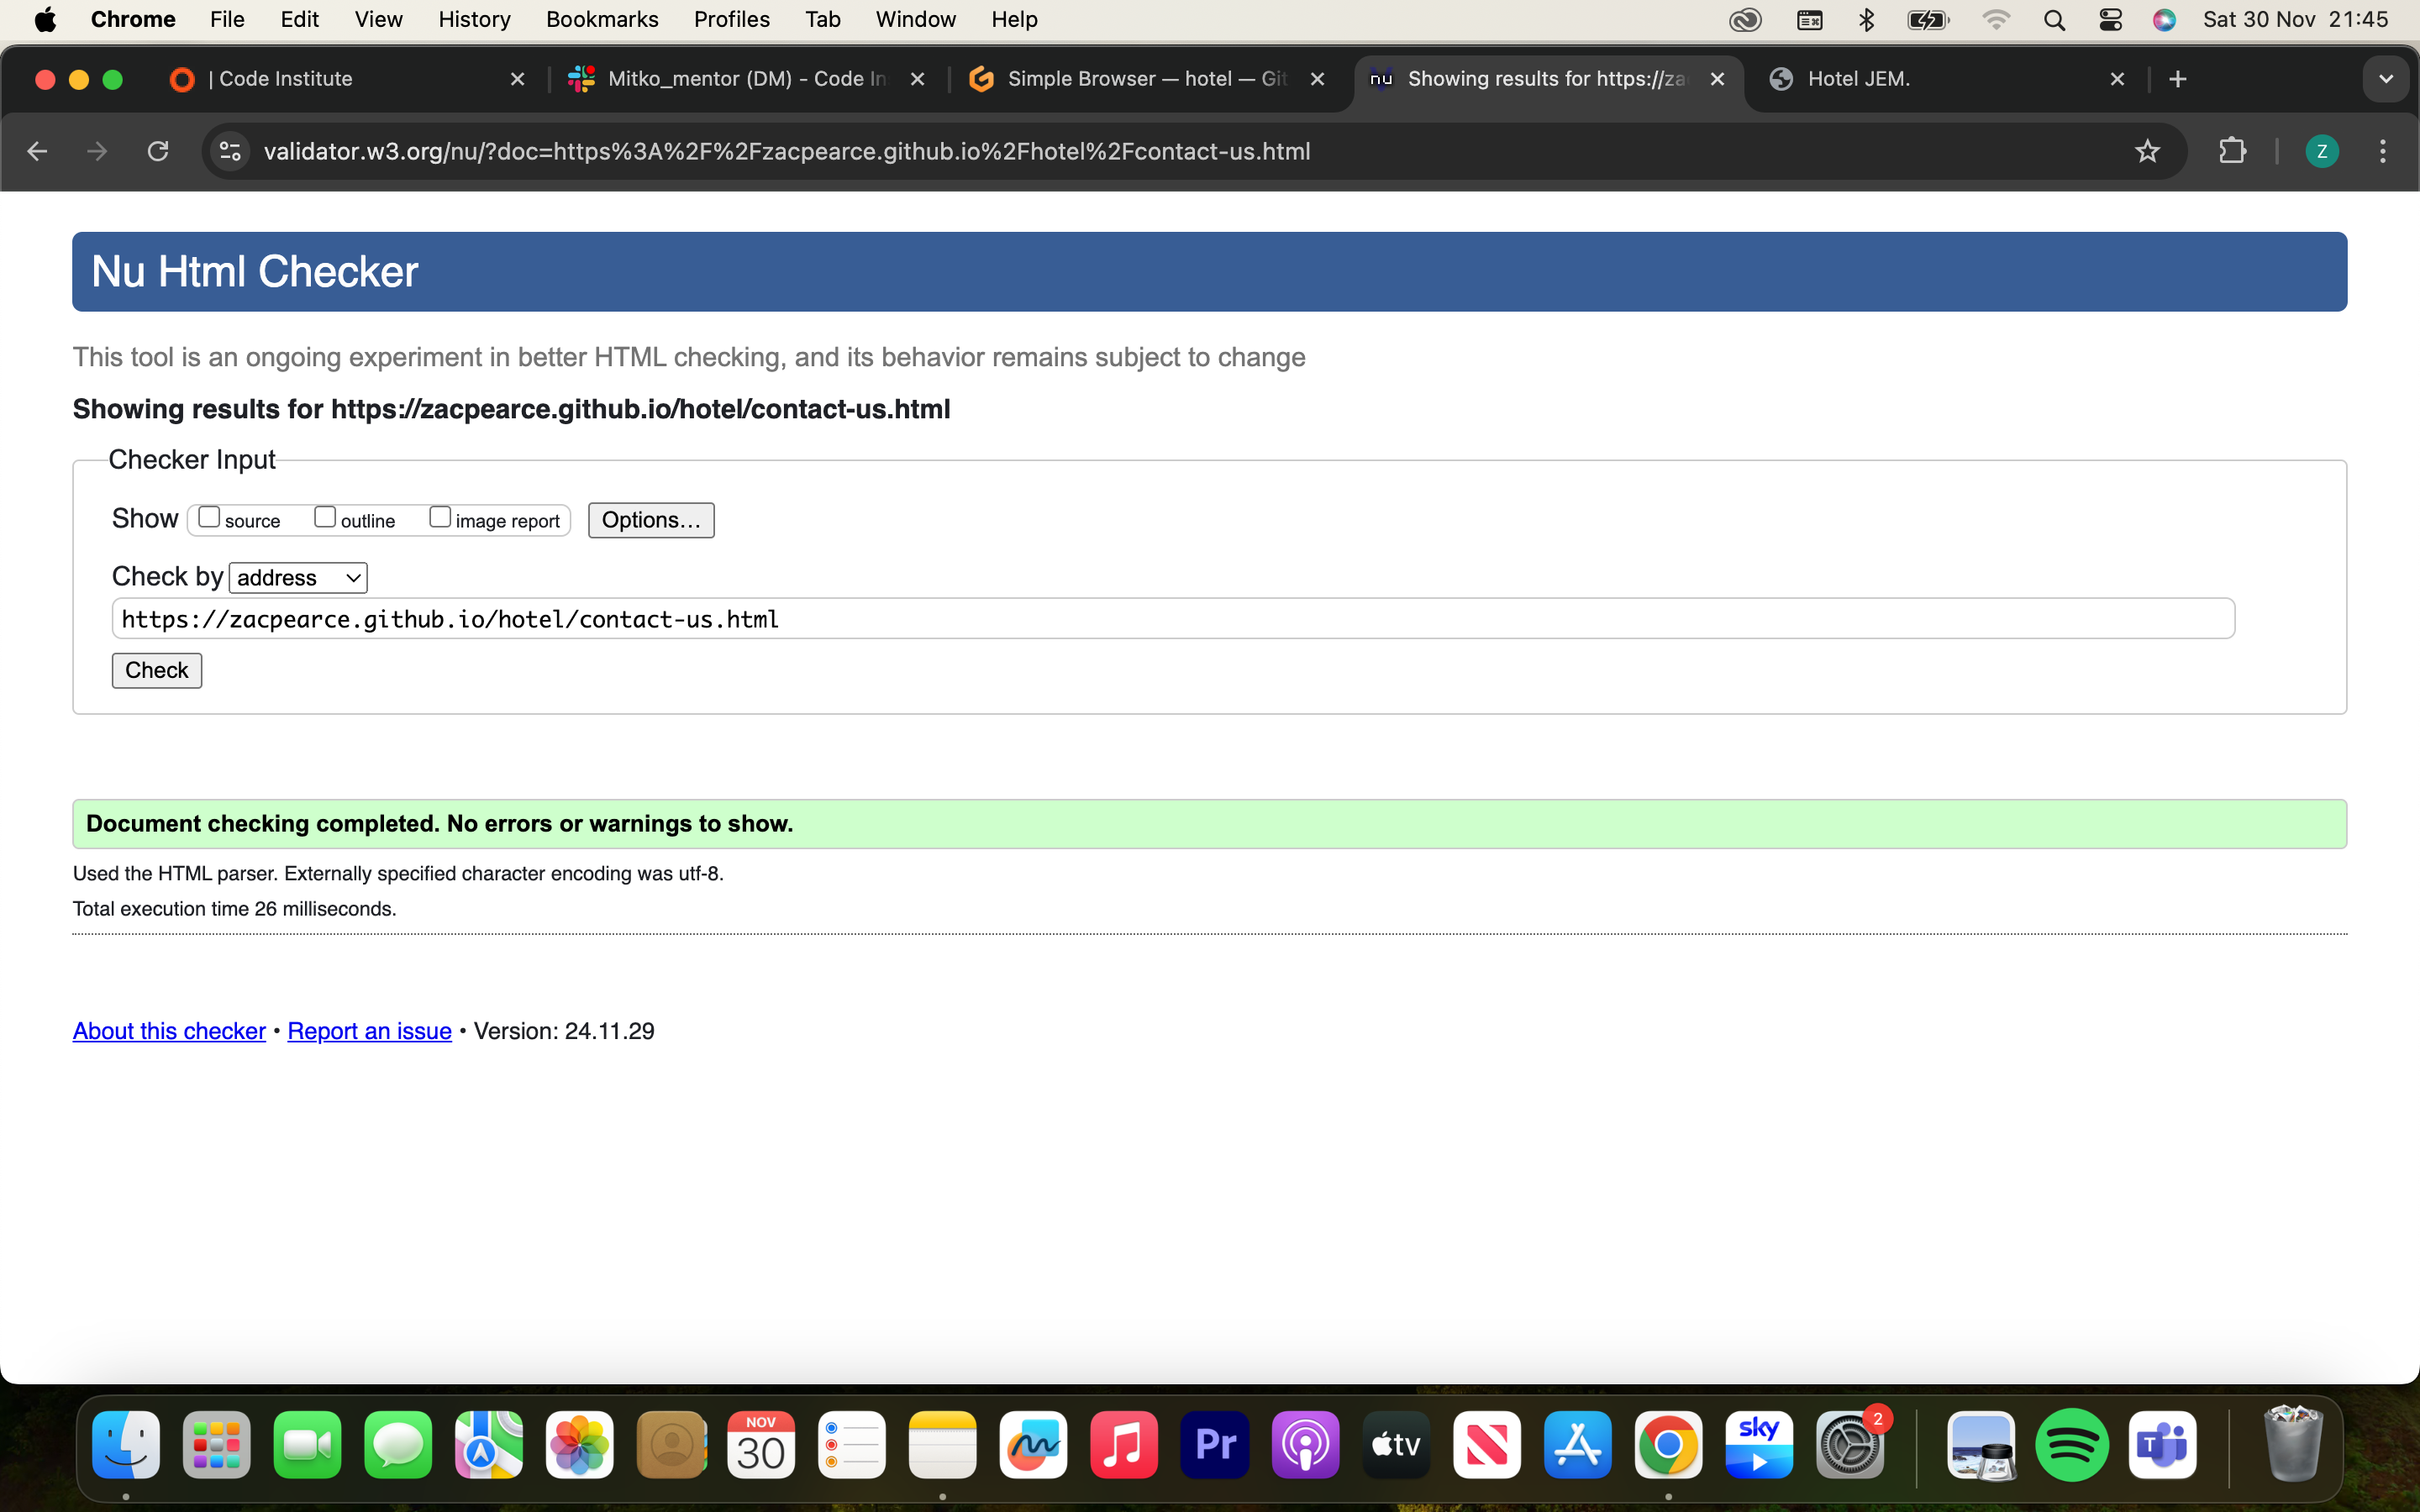 Chrome File Edit View History Bookmarks Profiles Tab Window Help Sat 30 Nov 21:45
| Code Institute Mitko_mentor (DM) - Code In Simple Browser — hotel — Git nu Showing results for https://za Hotel JEM.
validator.w3.org/nu/?doc=https%3A%2F%2Fzacpearce.github.io%2Fhotel%2Fcontact-us.html Z
Nu Html Checker
This tool is an ongoing experiment in better HTML checking, and its behavior remains subject to change
Showing results for https://zacpearce.github.io/hotel/contact-us.html
Checker Input
Show source outline image report Options...
Check by address
https://zacpearce.github.io/hotel/contact-us.html
Check
Document checking completed. No errors or warnings to show.
Used the HTML parser. Externally specified character encoding was utf-8.
Total execution time 26 milliseconds.
About this checker • Report an issue • Version: 24.11.29
NOV 30 Pr tv sky 2 T